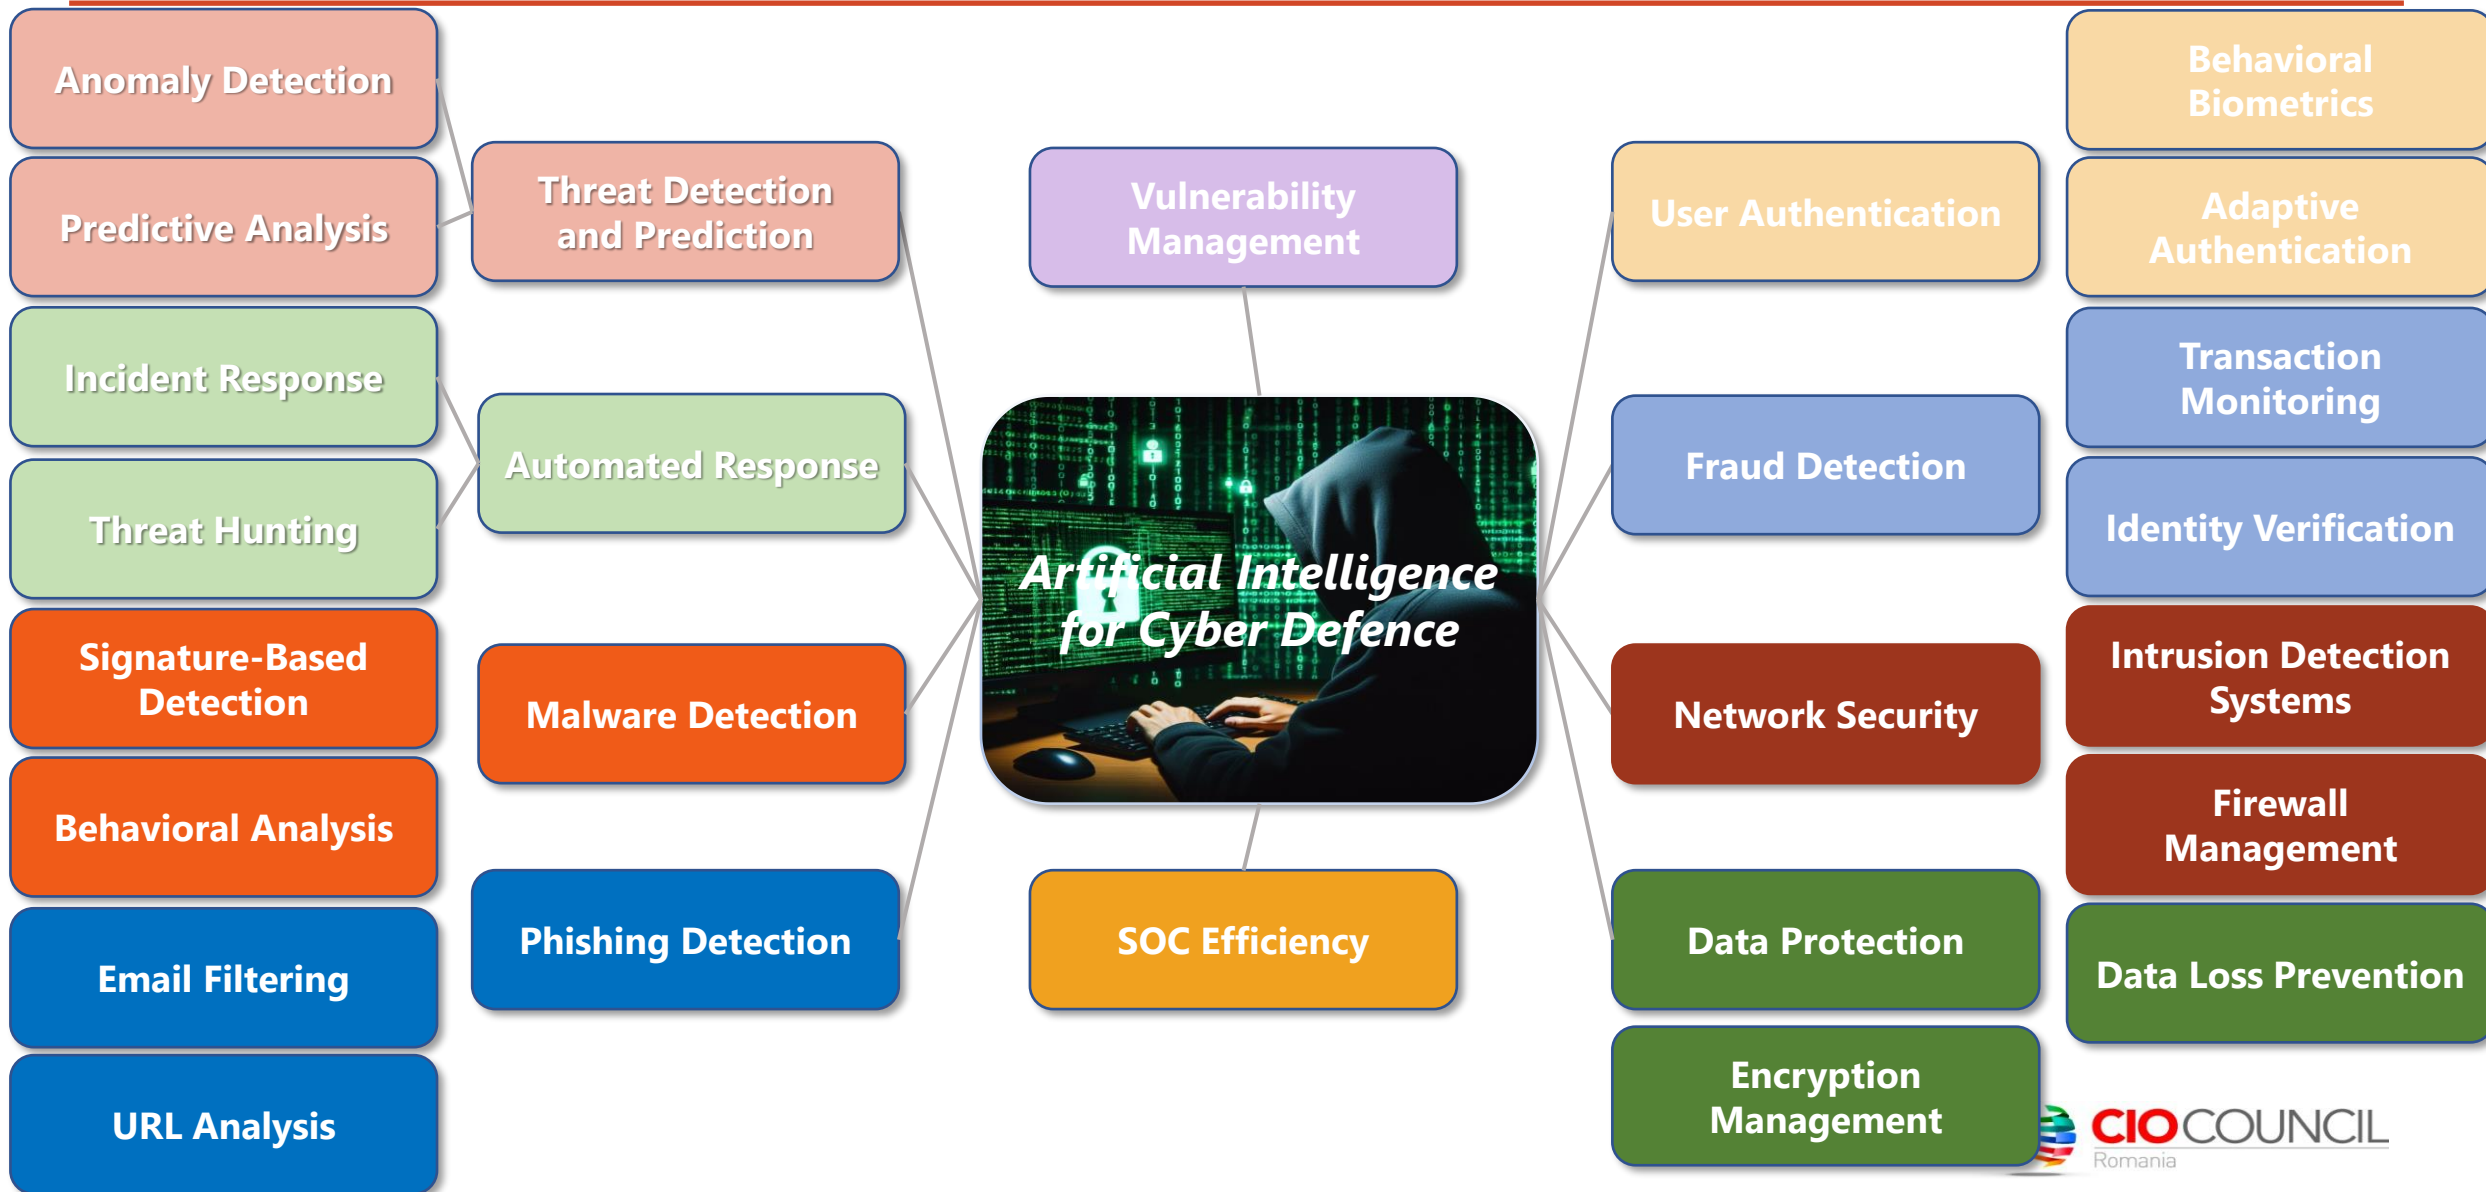 Anomaly Detection
Predictive Analysis
Incident Response
Threat Hunting
Signature-Based
Detection
Behavioral Analysis
Email Filtering
URL Analysis
Threat Detection
and Prediction
Automated Response
Malware Detection
Phishing Detection
Vulnerability
Management
Artificial Intelligence
for Cyber Defence
SOC Efficiency
User Authentication
Fraud Detection
Network Security
Data Protection
Encryption
Management
Behavioral
Biometrics
Adaptive
Authentication
Transaction
Monitoring
Identity Verification
Intrusion Detection
Systems
Firewall
Management
Data Loss Prevention
CIO COUNCIL
Romania